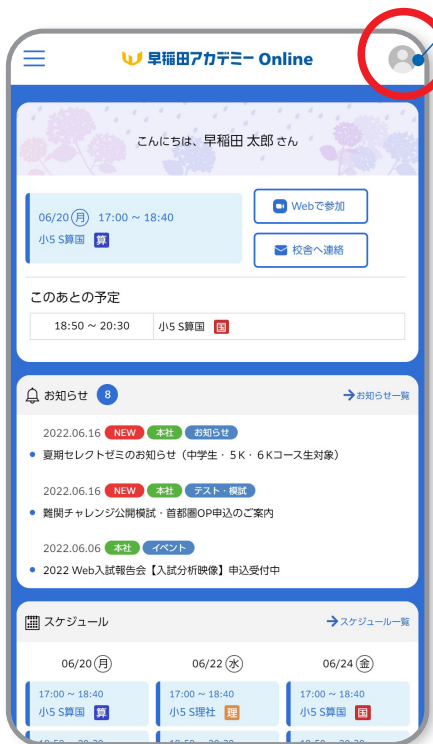 早稲田アカデミー Online
こんにちは、早稲田 太郎 さん
06/20 月 17:00 ~ 18:40
小5 S算国 算
Webで参加
校舎へ連絡
このあとの予定
18:50 ~ 20:30 小5 S算国 国
お知らせ 8 →お知らせ一覧
2022.06.16 NEW 本社 お知らせ
• 夏期セレクトゼミのお知らせ（中学生・5K・6Kコース生対象）
2022.06.16 NEW 本社 テスト・模試
• 難関チャレンジ公開模試・首都圏OP申込のご案内
2022.06.06 本社 イベント
• 2022 Web入試報告会【入試分析映像】申込受付中
スケジュール →スケジュール一覧
06/20 月 06/22 水 06/24 金
17:00 ~ 18:40 17:00 ~ 18:40 17:00 ~ 18:40
小5 S算国 算 小5 S理社 理 小5 S算国 国